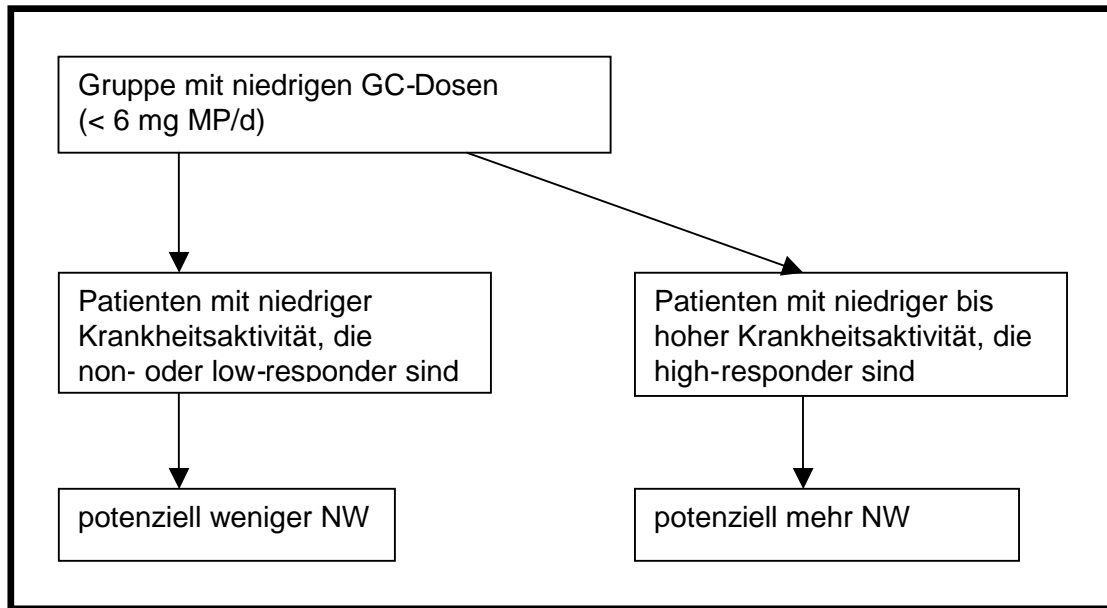 Gruppe mit niedrigen GC-Dosen
(< 6 mg MP/d)
Patienten mit niedriger
Krankheitsaktivität, die
non- oder low-responder sind
Patienten mit niedriger bis
hoher Krankheitsaktivität, die
high-responder sind
potenziell weniger NW
potenziell mehr NW